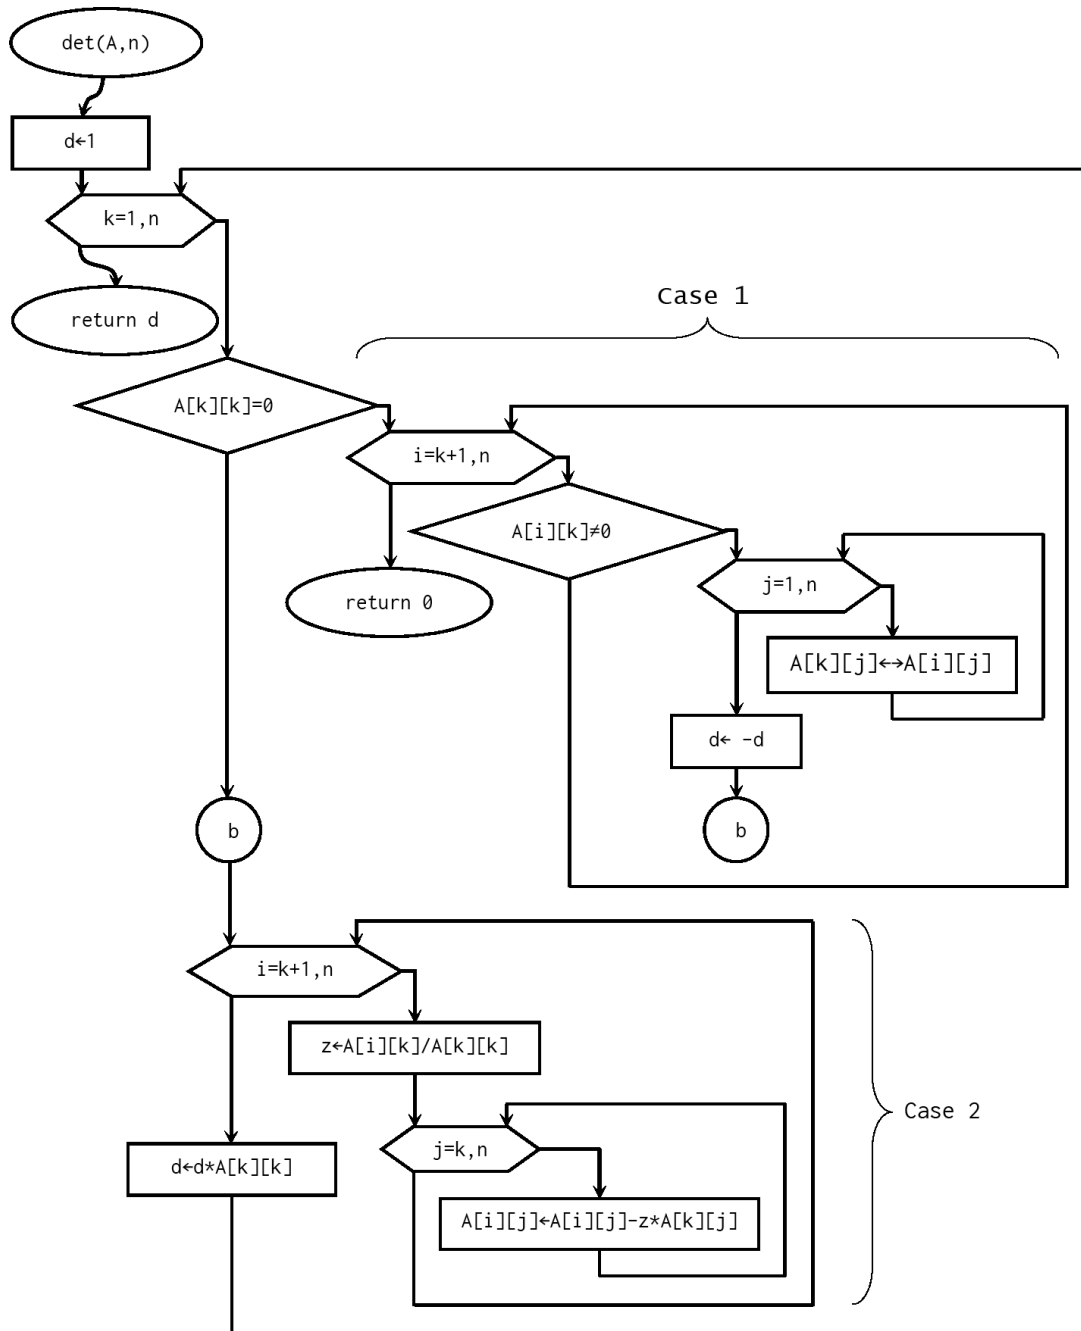 det(A,n)
d←1
k=1,n
return d
Case 1
A[k][k]=0
i=k+1,n
A[i][k]≠0
return 0
j=1,n
A[k][j]↔A[i][j]
d← -d
b
b
i=k+1,n
z←A[i][k]/A[k][k]
Case 2
j=k,n
d←d*A[k][k]
A[i][j]←A[i][j]-z*A[k][j]